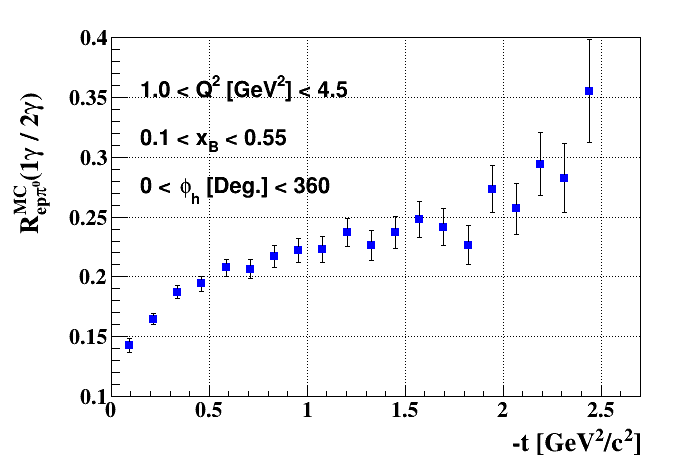 0.4
0.35
0.3
0.25
0.2
0.15
0.1
R^MC_epπ⁰(1γ / 2γ)
1.0 < Q² [GeV²] < 4.5
0.1 < x_B < 0.55
0 < ϕ_h [Deg.] < 360
0 0.5 1 1.5 2 2.5
-t [GeV²/c²]